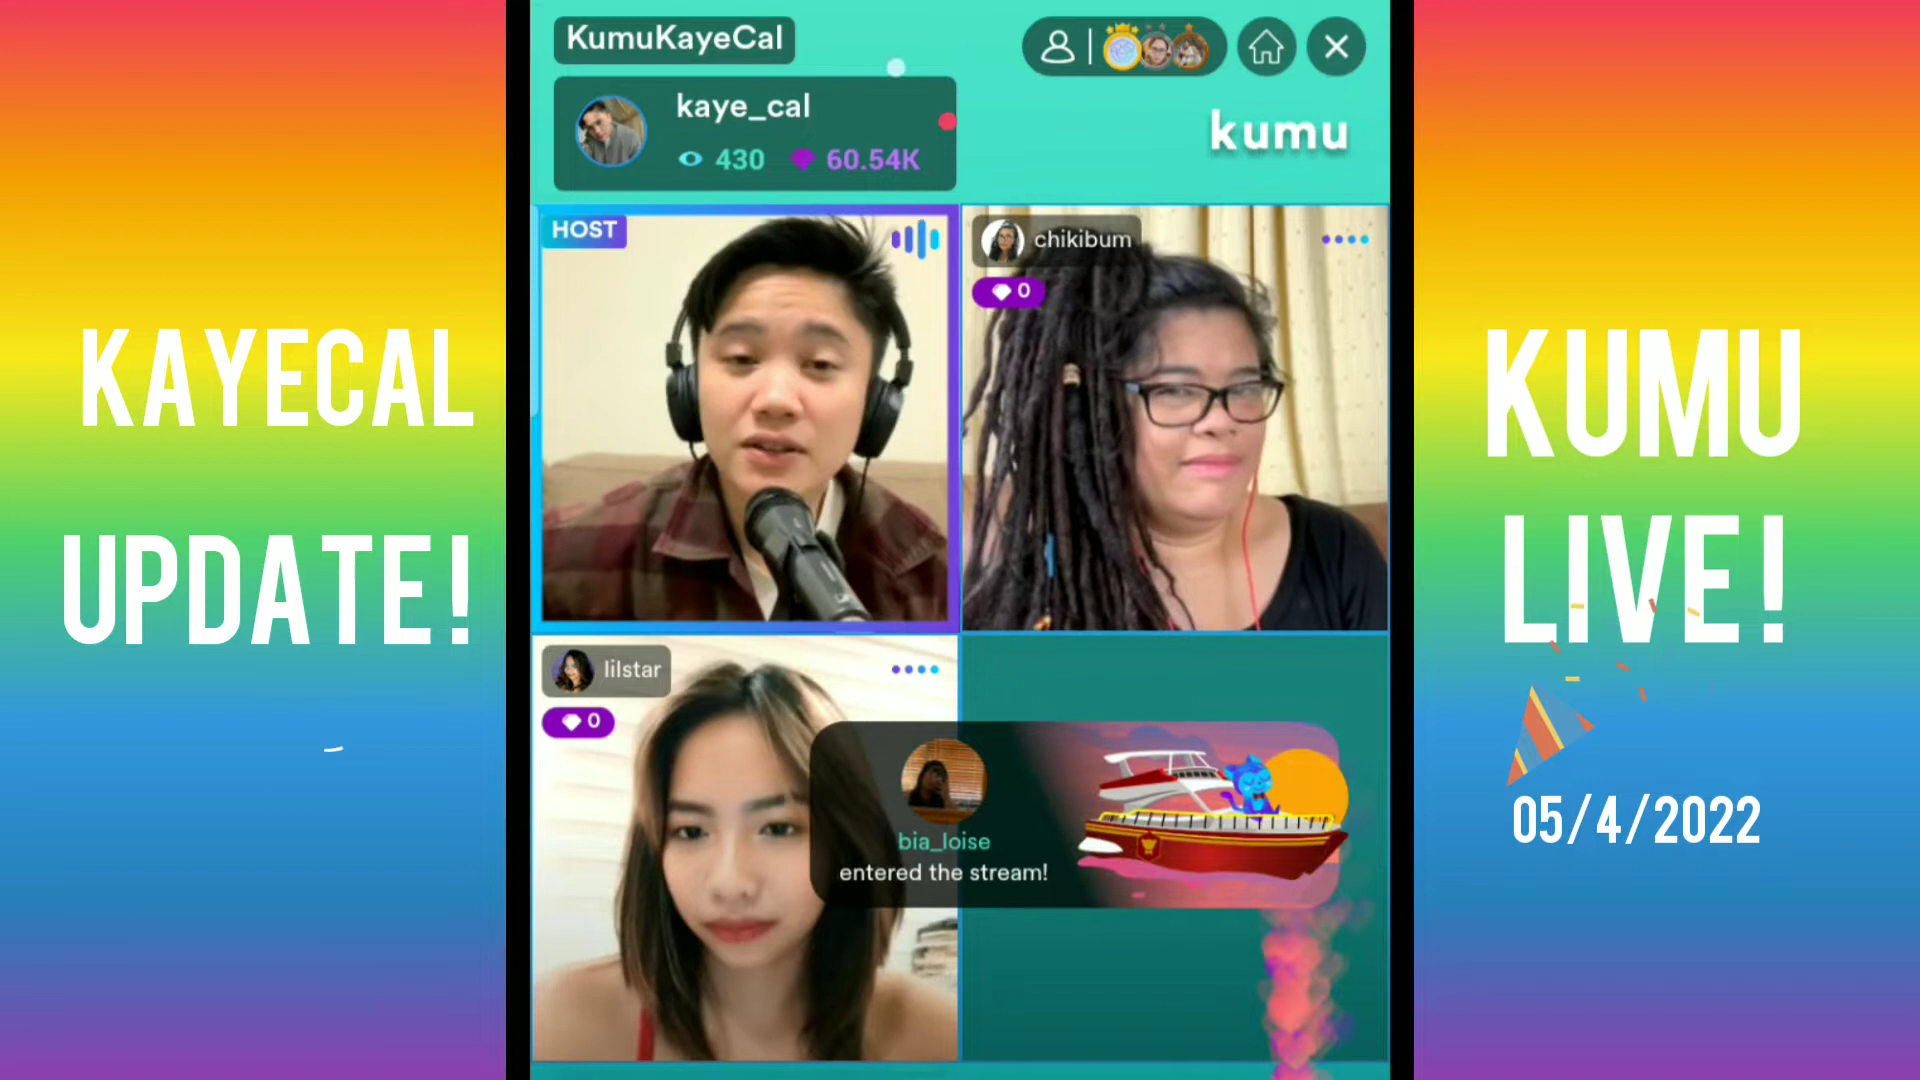 KAYECAL
UPDATE!
KumuKayeCal
kaye_cal
430 60.54K
kumu
HOST
chikibum
0
lilstar
0
bia_loise
entered the stream!
KUMU
LIVE!
05/4/2022